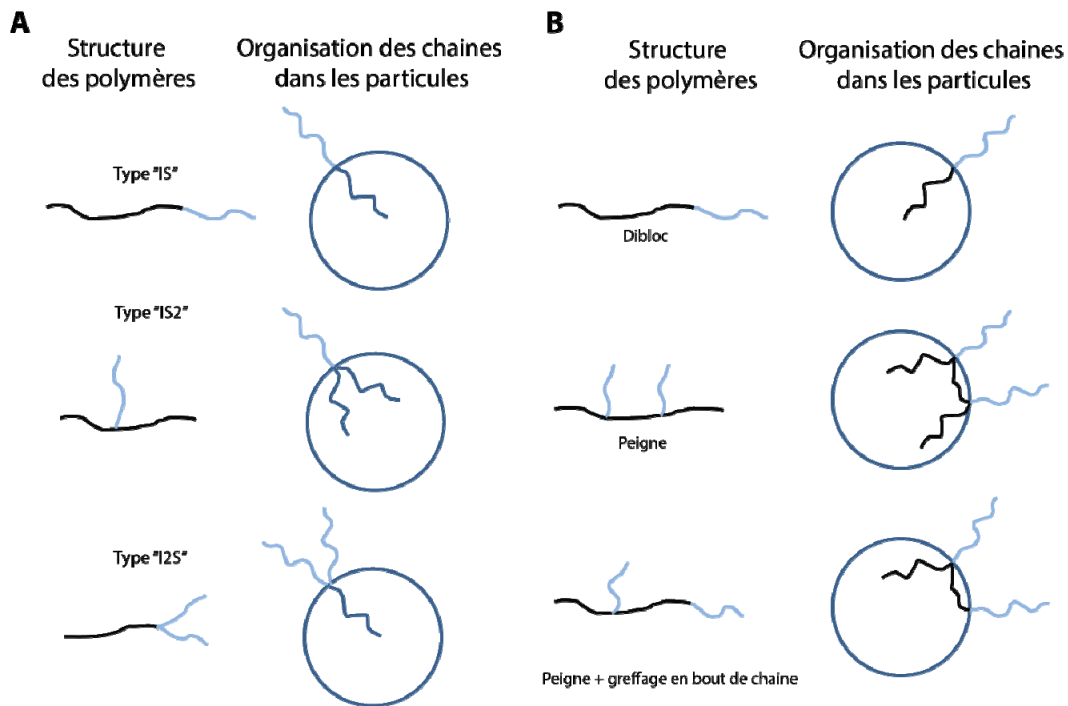 A
Structure
des polymères
Organisation des chaines
dans les particules
Type "IS"
Type "IS2"
Type "I2S"
B
Structure
des polymères
Organisation des chaines
dans les particules
Dibloc
Peigne
Peigne + greffage en bout de chaine